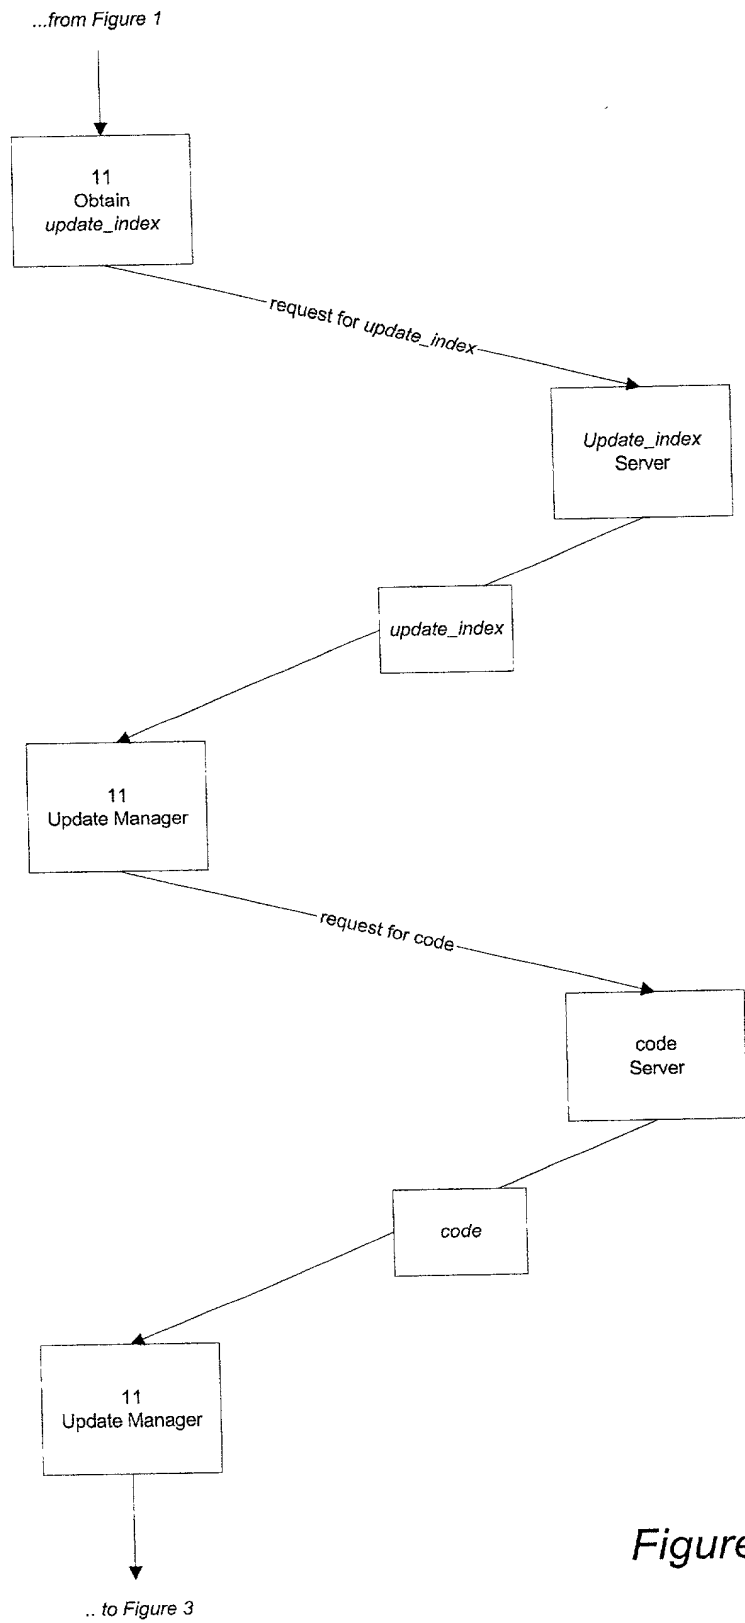 ...from Figure 1
11
Obtain
update_index
request for update_index
Update_index
Server
update_index
11
Update Manager
request for code
code
Server
code
11
Update Manager
Figure
.. to Figure 3